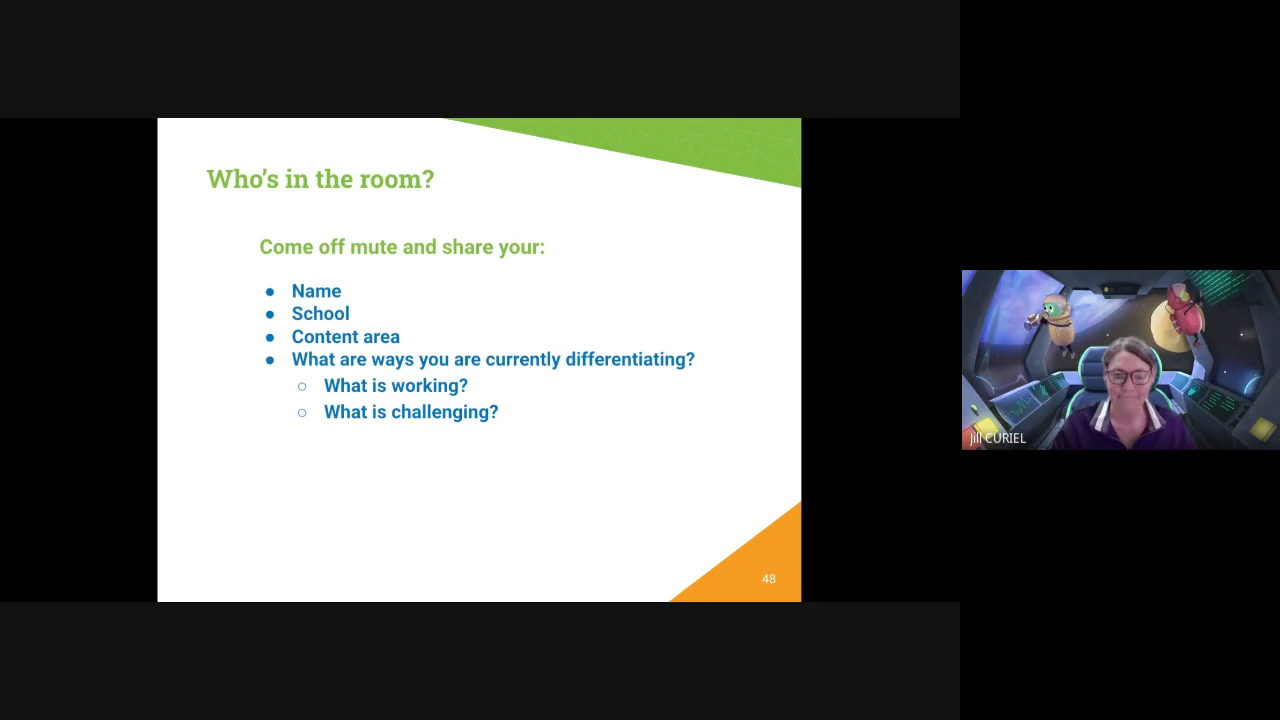 Who's in the room?
Come off mute and share your:
● Name
● School
● Content area
● What are ways you are currently differentiating?
○ What is working?
○ What is challenging?
48
Jill CURIEL